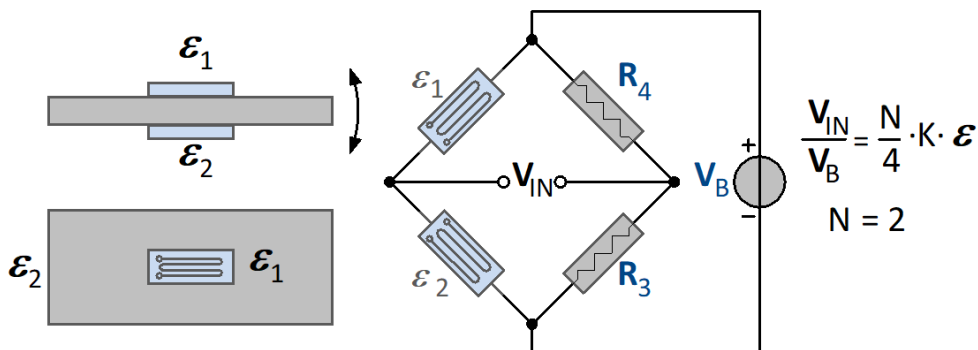 ε1
ε2
ε2
ε1
ε1
R4
VIN
VB
+
−
ε2
R3
VIN/VB = N/4 ·K· ε
N = 2